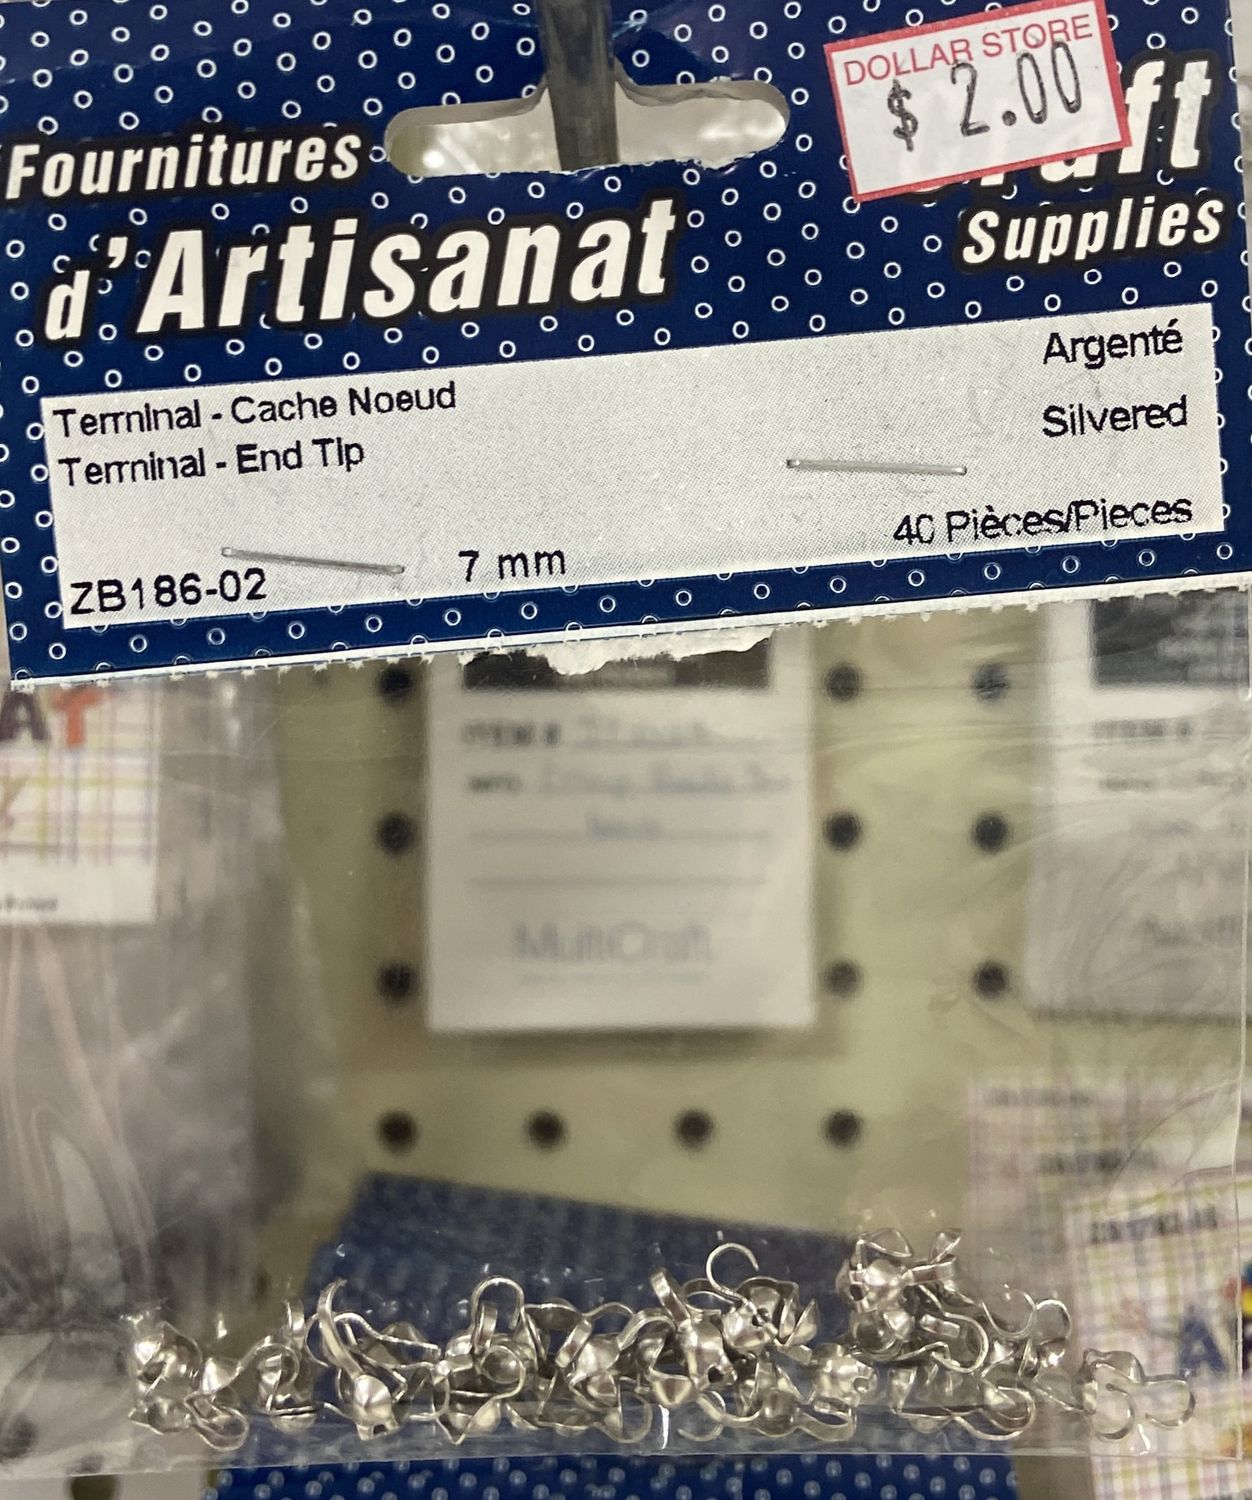 DOLLAR STORE
$ 2.00
Fournitures
d'Artisanat
Supplies
Terminal - Cache Noeud
Terminal - End Tip
Argenté
Silvered
ZB186-02
7 mm
40 Pièces/Pieces
ITEM #
MultiCraft